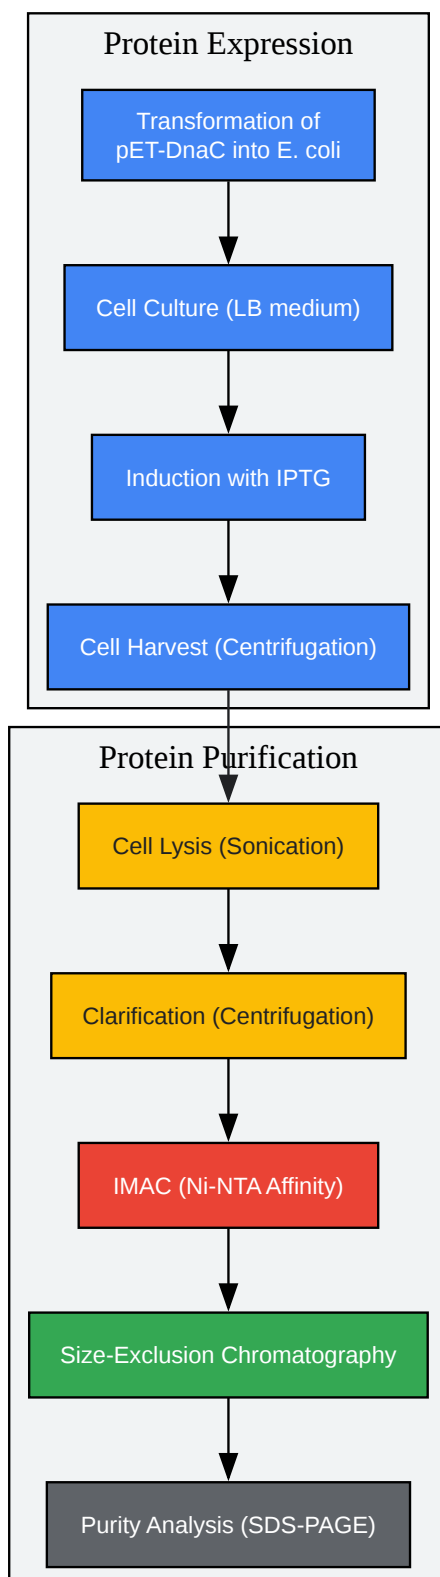 Protein Expression
Transformation of
pET-DnaC into E. coli
Cell Culture (LB medium)
Induction with IPTG
Cell Harvest (Centrifugation)
Protein Purification
Cell Lysis (Sonication)
Clarification (Centrifugation)
IMAC (Ni-NTA Affinity)
Size-Exclusion Chromatography
Purity Analysis (SDS-PAGE)